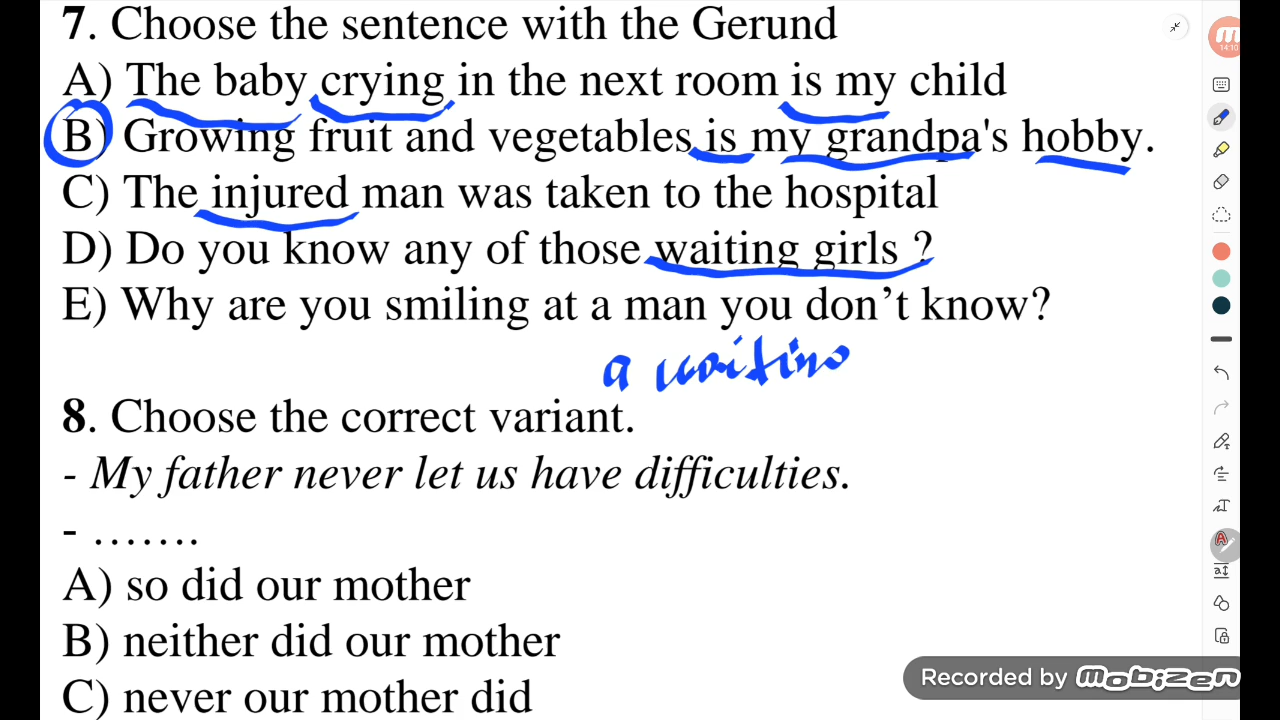 7. Choose the sentence with the Gerund
A) The baby crying in the next room is my child
B) Growing fruit and vegetables is my grandpa's hobby.
C) The injured man was taken to the hospital
D) Do you know any of those waiting girls ?
E) Why are you smiling at a man you don’t know?
a waiting
8. Choose the correct variant.
- My father never let us have difficulties.
- …….
A) so did our mother
B) neither did our mother
C) never our mother did
Recorded by Mobizen
14:10